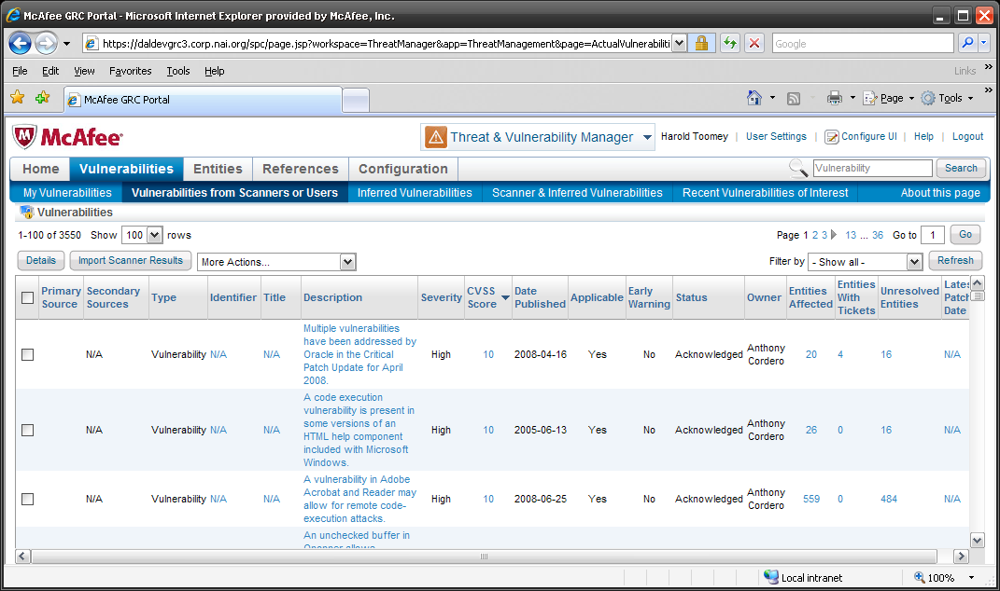 McAfee GRC Portal - Microsoft Internet Explorer provided by McAfee, Inc.
https://daldevgrc3.corp.nai.org/spc/page.jsp?workspace=ThreatManager&app=ThreatManagement&page=ActualVulnerabiliti
Google
File Edit View Favorites Tools Help
Links »
McAfee GRC Portal
Page Tools »
McAfee
Threat & Vulnerability Manager
Harold Toomey | User Settings | Configure UI | Help | Logout
Home Vulnerabilities Entities References Configuration
Vulnerability Search
My Vulnerabilities Vulnerabilities from Scanners or Users Inferred Vulnerabilities Scanner & Inferred Vulnerabilities Recent Vulnerabilities of Interest About this page
Vulnerabilities
1-100 of 3550 Show 100 rows
Page 1 2 3 13 ... 36 Go to 1 Go
Details Import Scanner Results More Actions...
Filter by - Show all - Refresh
Primary Source
Secondary Sources
Type
Identifier
Title
Description
Severity
CVSS Score
Date Published
Applicable
Early Warning
Status
Owner
Entities Affected
Entities With Tickets
Unresolved Entities
Lates Patch Date
N/A Vulnerability N/A N/A
Multiple vulnerabilities
have been addressed by
Oracle in the Critical
Patch Update for April
2008.
High 10 2008-04-16 Yes No Acknowledged
Anthony
Cordero
20 4 16 N/A
N/A Vulnerability N/A N/A
A code execution
vulnerability is present in
some versions of an
HTML help component
included with Microsoft
Windows.
High 10 2005-06-13 Yes No Acknowledged
Anthony
Cordero
26 0 16 N/A
N/A Vulnerability N/A N/A
A vulnerability in Adobe
Acrobat and Reader may
allow for remote code-
execution attacks.
High 10 2008-06-25 Yes No Acknowledged
Anthony
Cordero
559 0 484 N/A
An unchecked buffer in
Local intranet
100%